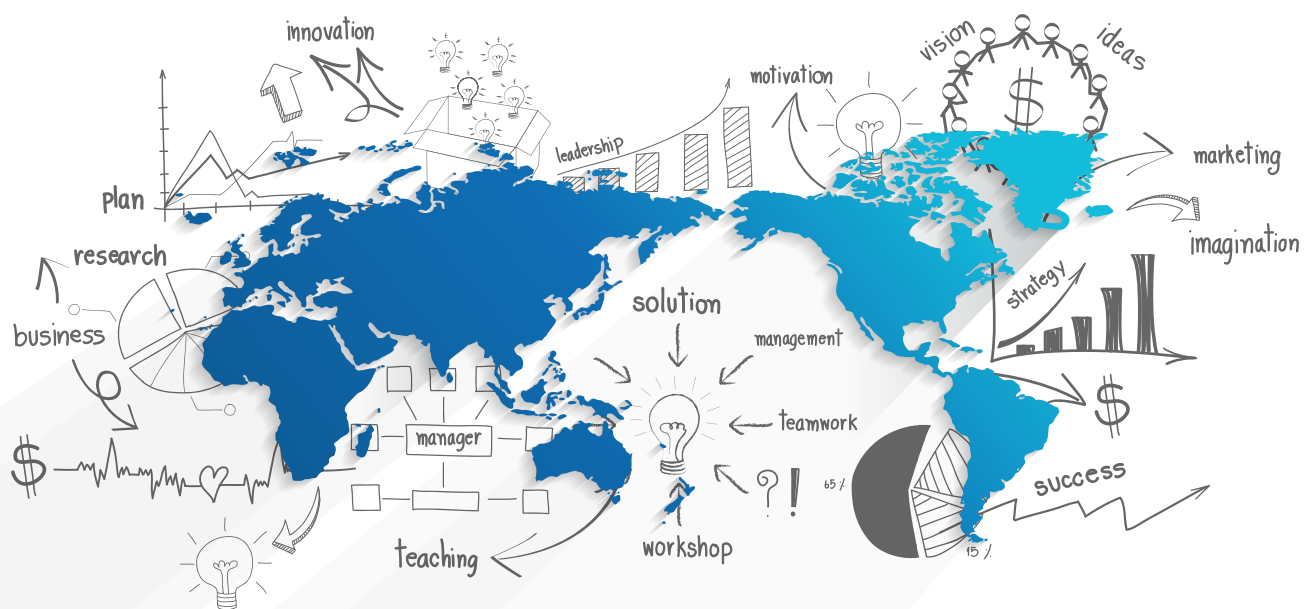 innovation
vision
ideas
$
motivation
leadership
marketing
plan
imagination
research
strategy
solution
business
management
$
teamwork
manager
$
? !
65 %
success
workshop
teaching
15 %